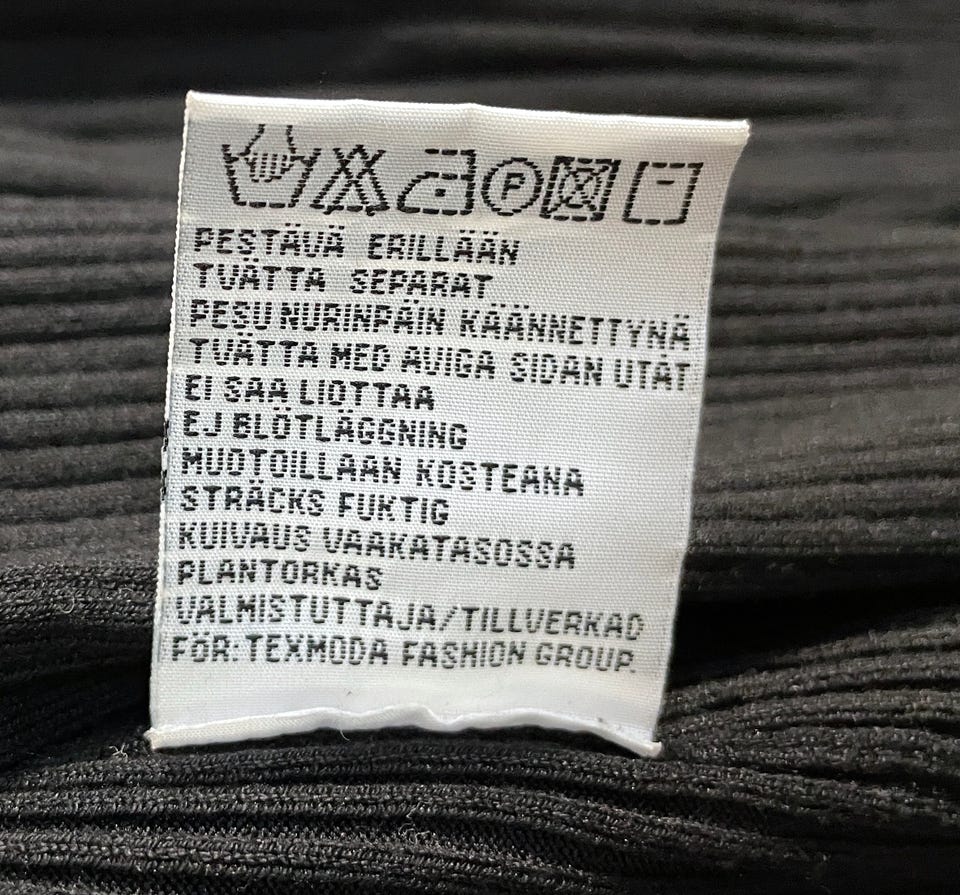 P
PESTÄVÄ ERILLÄÄN
TVÄTTA SEPARAT
PESU NURINPÄIN KÄÄNNETTYNÄ
TVÄTTA MED AVIGA SIDAN UTÅT
EI SAA LIOTTAA
EJ BLÖTLÄGGNING
MUOTOILLAAN KOSTEANA
STRÄCKS FUKTIG
KUIVAUS VAAKATASOSSA
PLANTORKAS
VALMISTUTTAJA/TILLVERKAD
FÖR: TEXMODA FASHION GROUP.